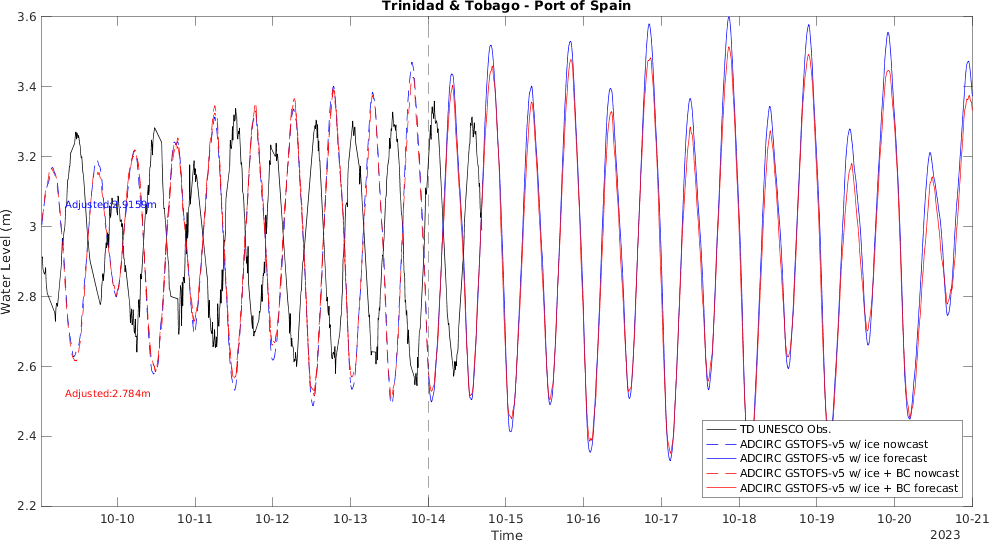 Trinidad & Tobago - Port of Spain
Water Level (m)
3.6
3.4
3.2
3
2.8
2.6
2.4
2.2
Adjusted:2.9159m
Adjusted:2.784m
TD UNESCO Obs.
ADCIRC GSTOFS-v5 w/ ice nowcast
ADCIRC GSTOFS-v5 w/ ice forecast
ADCIRC GSTOFS-v5 w/ ice + BC nowcast
ADCIRC GSTOFS-v5 w/ ice + BC forecast
10-10 10-11 10-12 10-13 10-14 10-15 10-16 10-17 10-18 10-19 10-20 10-21
Time
2023